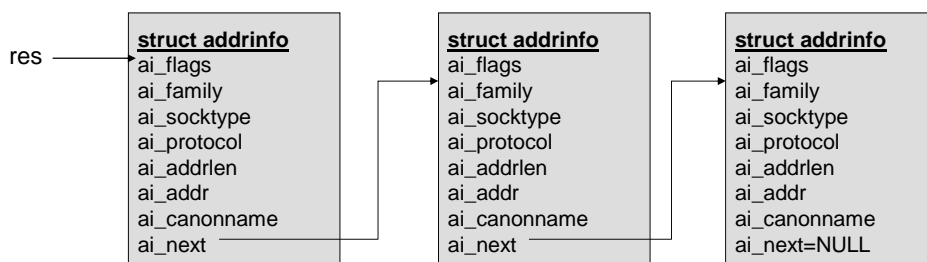 res
struct addrinfo
ai_flags
ai_family
ai_socktype
ai_protocol
ai_addrlen
ai_addr
ai_canonname
ai_next
struct addrinfo
ai_flags
ai_family
ai_socktype
ai_protocol
ai_addrlen
ai_addr
ai_canonname
ai_next
struct addrinfo
ai_flags
ai_family
ai_socktype
ai_protocol
ai_addrlen
ai_addr
ai_canonname
ai_next=NULL